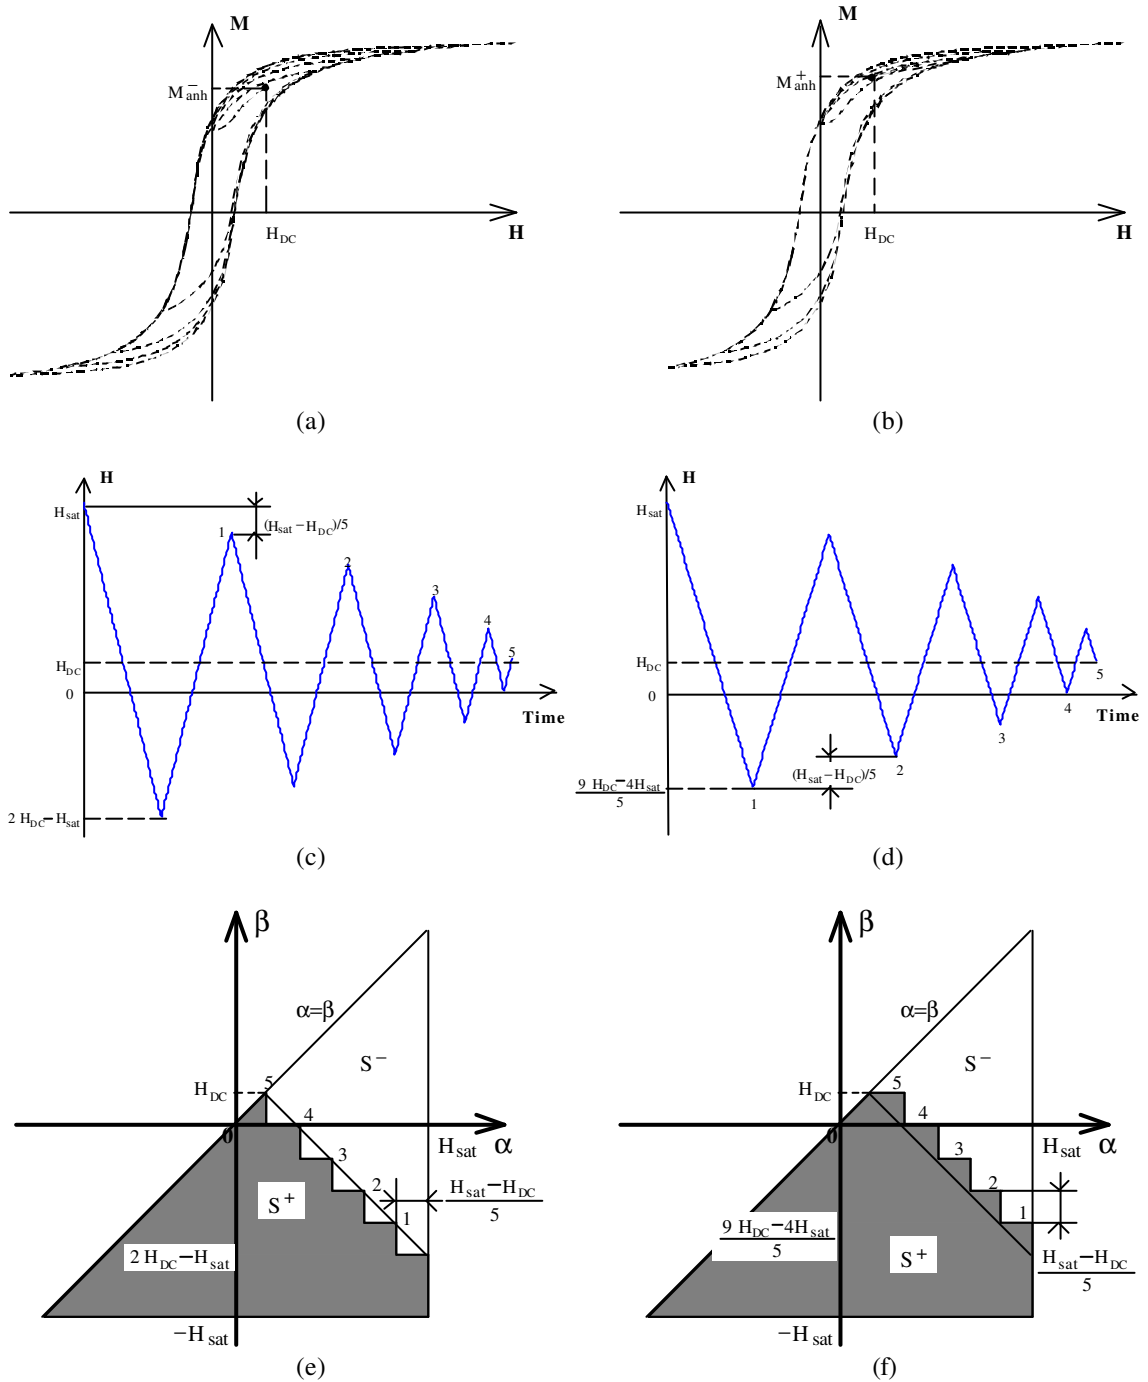 M
M⁻anh
H_DC
H
(a)
M
M⁺anh
H_DC
H
(b)
H
H_sat
1
(H_sat−H_DC)/5
2
3
4
5
H_DC
0
Time
2 H_DC−H_sat
(c)
H
H_sat
H_DC
0
5
4
Time
3
2
(H_sat−H_DC)/5
9 H_DC−4H_sat
5
1
(d)
β
α=β
S⁻
H_DC
5
4
0
H_sat
α
3
S⁺
2
H_sat−H_DC
5
1
2 H_DC−H_sat
−H_sat
(e)
β
α=β
S⁻
H_DC
5
4
0
H_sat
α
3
2
1
9 H_DC−4H_sat
5
S⁺
H_sat−H_DC
5
−H_sat
(f)